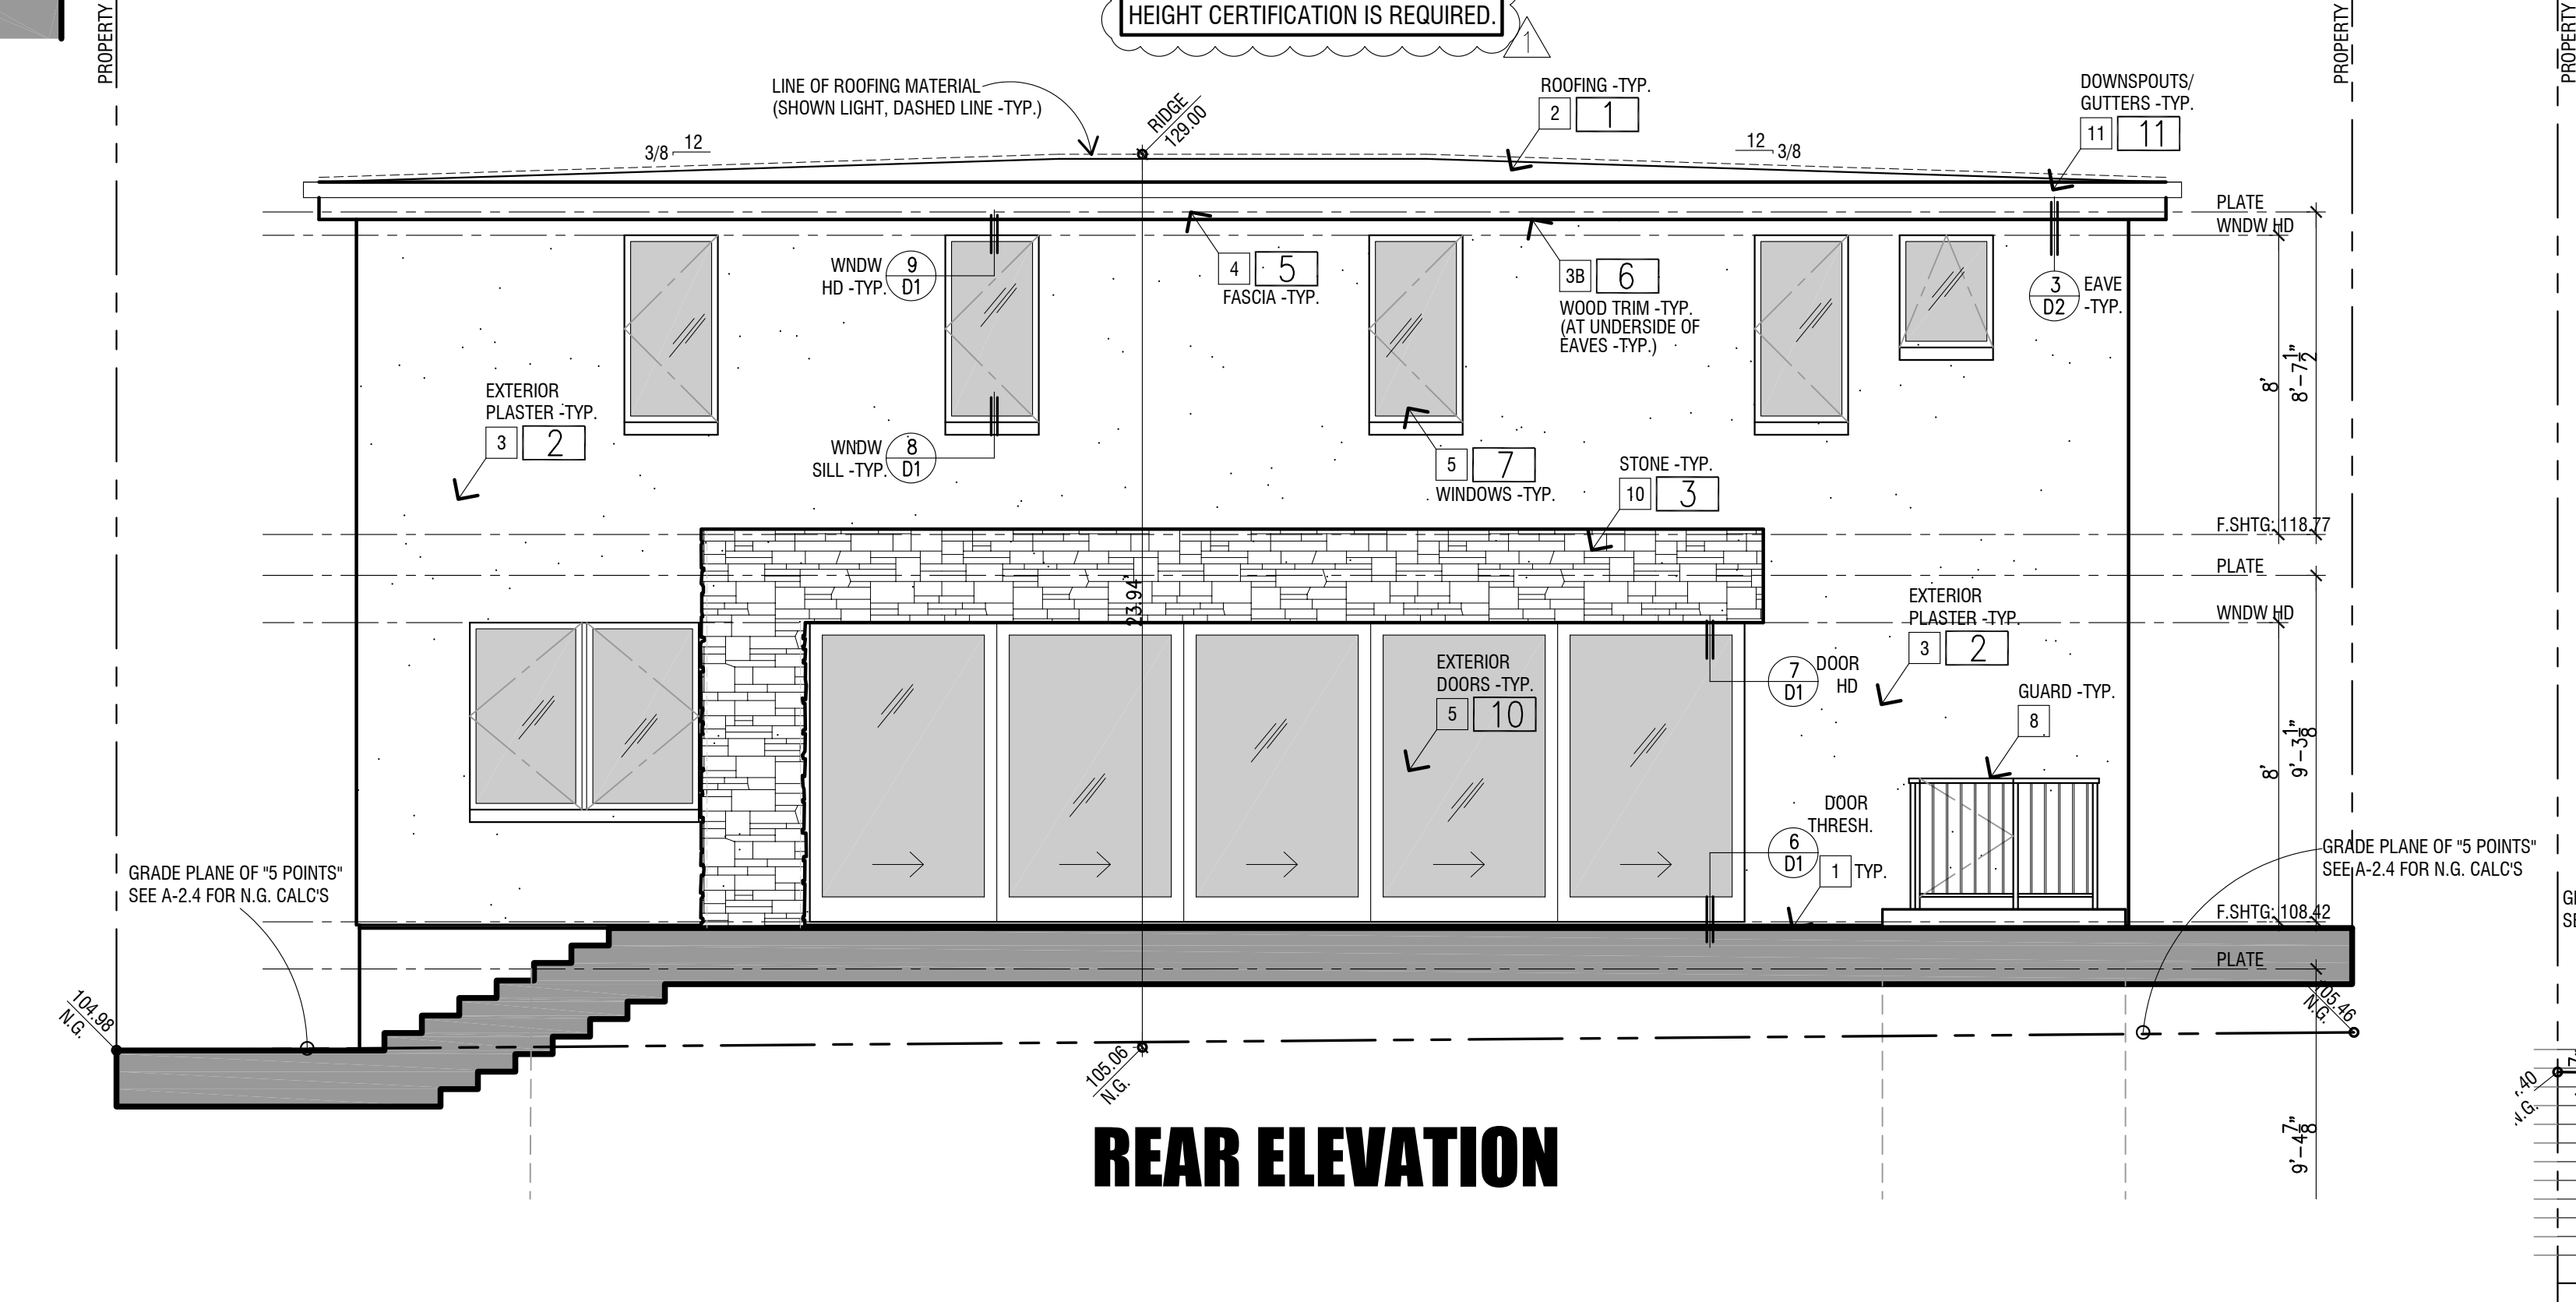 HEIGHT CERTIFICATION IS REQUIRED.
1
PROPERTY
PROPERTY
PROPERTY
LINE OF ROOFING MATERIAL
(SHOWN LIGHT, DASHED LINE -TYP.)
RIDGE
129.00
ROOFING -TYP.
2 1
DOWNSPOUTS/
GUTTERS -TYP.
11 11
12
3/8
12
3/8
PLATE
WNDW HD
WNDW
HD -TYP.
9
D1
4 5
FASCIA -TYP.
3B 6
WOOD TRIM -TYP.
(AT UNDERSIDE OF
EAVES -TYP.)
3
D2
EAVE
-TYP.
8'
8'-7 1/2"
EXTERIOR
PLASTER -TYP.
3 2
WNDW
SILL -TYP.
8
D1
5 7
WINDOWS -TYP.
STONE -TYP.
10 3
F.SHTG: 118.77
PLATE
WNDW HD
23.94'
EXTERIOR
PLASTER -TYP.
3 2
EXTERIOR
DOORS -TYP.
5 10
7
D1
DOOR
HD
GUARD -TYP.
8
8'
9'-3 1/8"
DOOR
THRESH.
6
D1
1 TYP.
GRADE PLANE OF "5 POINTS"
SEE A-2.4 FOR N.G. CALC'S
GRADE PLANE OF "5 POINTS"
SEE A-2.4 FOR N.G. CALC'S
F.SHTG: 108.42
PLATE
104.98
N.G.
105.06
N.G.
105.46
N.G.
.40
N.G.
9'-4 7/8"
REAR ELEVATION